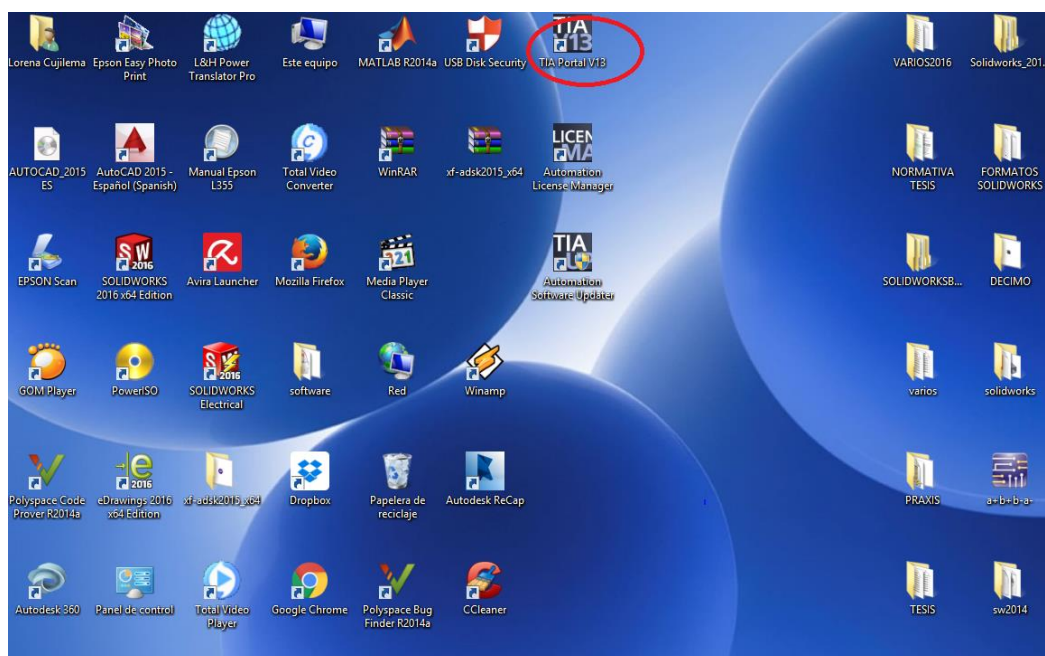 TIA
V13
Lorena Cujilema
Epson Easy Photo
Print
L&H Power
Translator Pro
Este equipo
MATLAB R2014a
USB Disk Security
TIA Portal V13
VARIOS2016
Solidworks_201...
LICEN
MA
AUTOCAD_2015
ES
AutoCAD 2015 -
Español (Spanish)
Manual Epson
L355
Total Video
Converter
WinRAR
xf-adsk2015_x64
Automation
License Manager
NORMATIVA
TESIS
FORMATOS
SOLIDWORKS
SW
2016
321
TIA
EPSON Scan
SOLIDWORKS
2016 x64 Edition
Avira Launcher
Mozilla Firefox
Media Player
Classic
Automation
Software Updater
SOLIDWORKSB...
DECIMO
2016
GOM Player
PowerISO
SOLIDWORKS
Electrical
software
Red
Winamp
varios
solidworks
e
2016
Polyspace Code
Prover R2014a
eDrawings 2016
x64 Edition
xf-adsk2015_x64
Dropbox
Papelera de
reciclaje
Autodesk ReCap
PRAXIS
a+b+b-a-
Autodesk 360
Panel de control
Total Video
Player
Google Chrome
Polyspace Bug
Finder R2014a
CCleaner
TESIS
sw2014